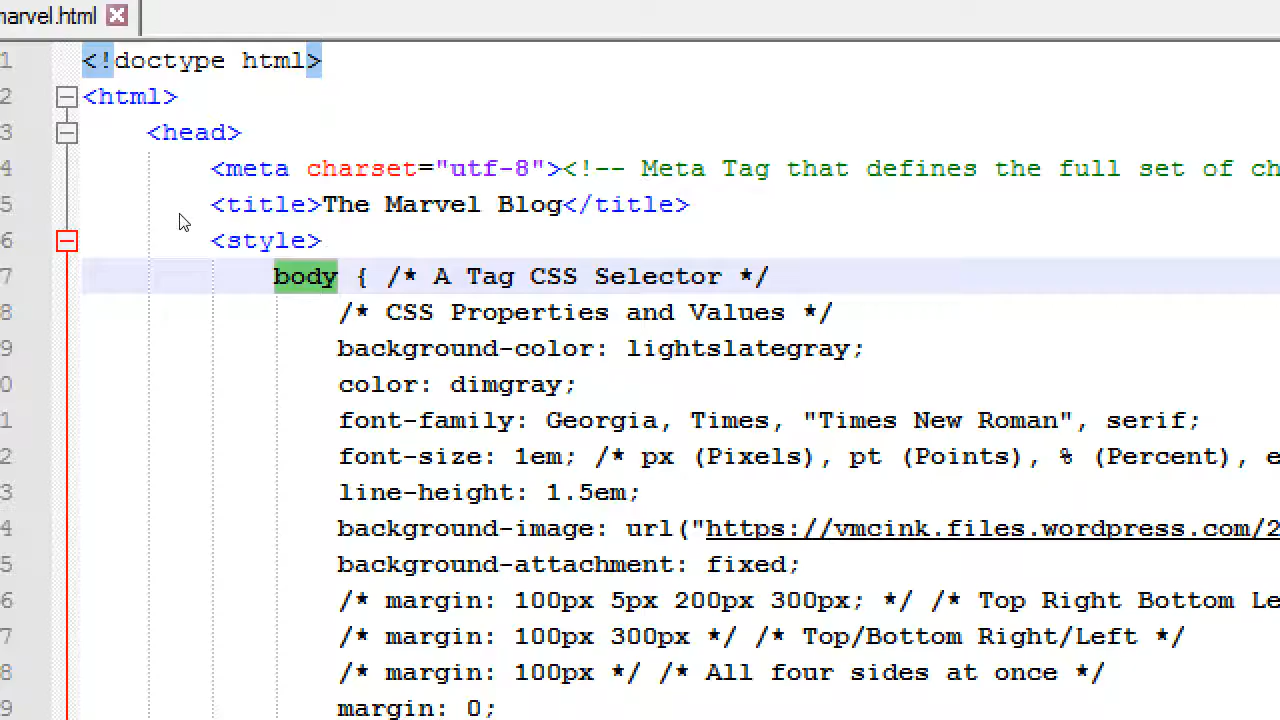 marvel.html
1 <!doctype html>
2 <html>
3 <head>
4 <meta charset="utf-8"><!-- Meta Tag that defines the full set of ch
5 <title>The Marvel Blog</title>
6 <style>
7 body { /* A Tag CSS Selector */
8 /* CSS Properties and Values */
9 background-color: lightslategray;
0 color: dimgray;
1 font-family: Georgia, Times, "Times New Roman", serif;
2 font-size: 1em; /* px (Pixels), pt (Points), % (Percent), e
3 line-height: 1.5em;
4 background-image: url("https://vmcink.files.wordpress.com/2
5 background-attachment: fixed;
6 /* margin: 100px 5px 200px 300px; */ /* Top Right Bottom Le
7 /* margin: 100px 300px */ /* Top/Bottom Right/Left */
8 /* margin: 100px */ /* All four sides at once */
9 margin: 0;